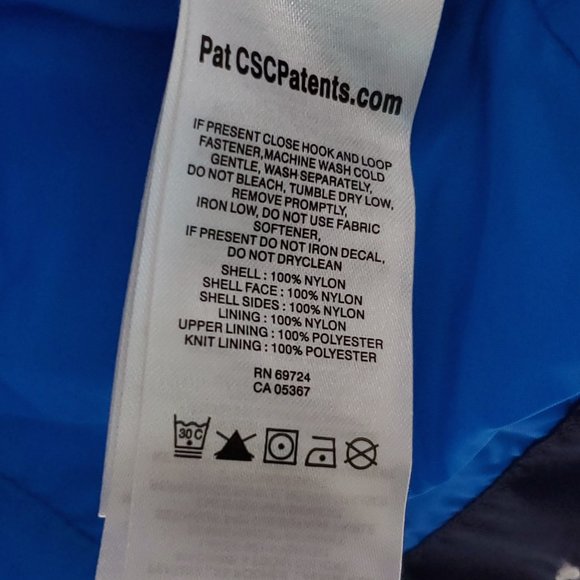 Pat CSCPatents.com
IF PRESENT CLOSE HOOK AND LOOP
FASTENER,MACHINE WASH COLD
GENTLE, WASH SEPARATELY,
DO NOT BLEACH, TUMBLE DRY LOW,
REMOVE PROMPTLY,
IRON LOW, DO NOT USE FABRIC
SOFTENER,
IF PRESENT DO NOT IRON DECAL,
DO NOT DRYCLEAN
SHELL : 100% NYLON
SHELL FACE : 100% NYLON
SHELL SIDES : 100% NYLON
LINING : 100% NYLON
UPPER LINING : 100% POLYESTER
KNIT LINING : 100% POLYESTER
RN 69724
CA 05367
30 C